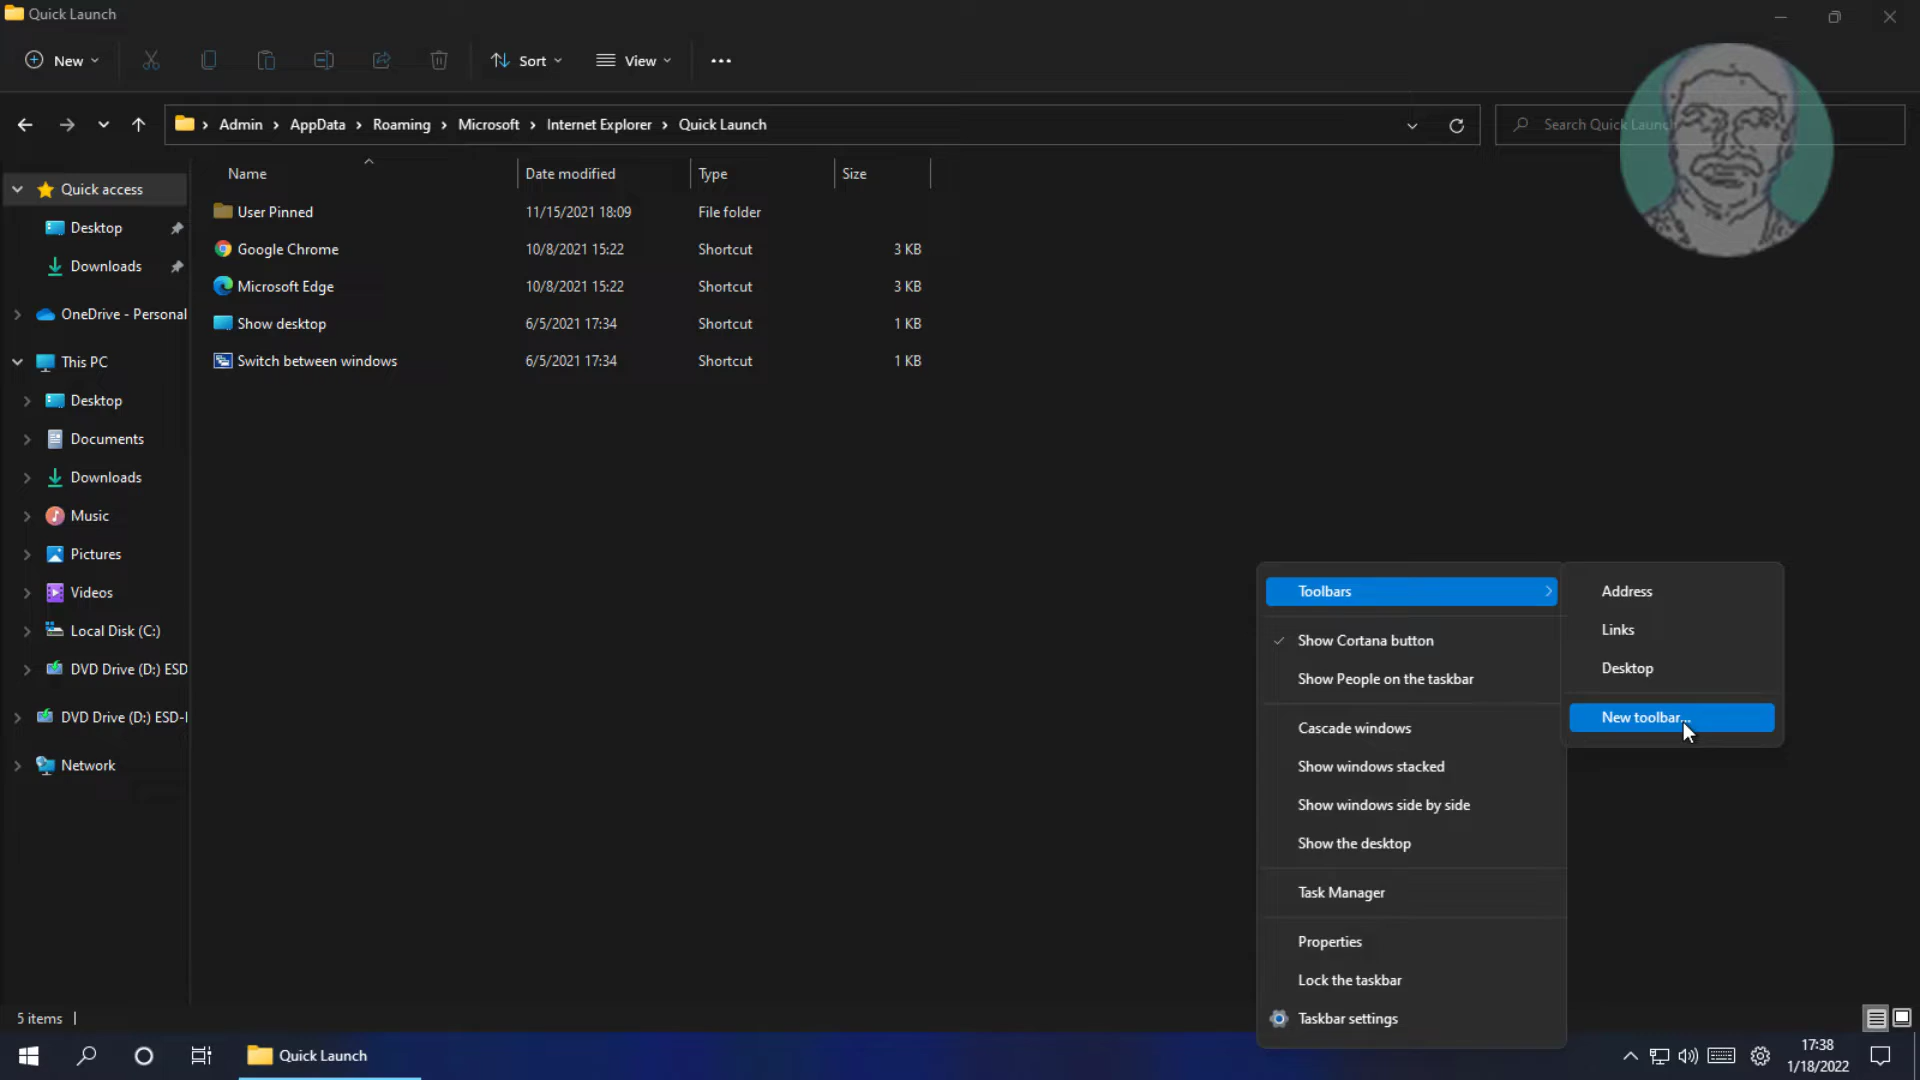 Quick Launch
New
Sort
View
Admin > AppData > Roaming > Microsoft > Internet Explorer > Quick Launch
Search Quick Launch
Name Date modified Type Size
Quick access
Desktop
Downloads
OneDrive - Personal
This PC
Desktop
Documents
Downloads
Music
Pictures
Videos
Local Disk (C:)
DVD Drive (D:) ESD
DVD Drive (D:) ESD-I
Network
User Pinned 11/15/2021 18:09 File folder
Google Chrome 10/8/2021 15:22 Shortcut 3 KB
Microsoft Edge 10/8/2021 15:22 Shortcut 3 KB
Show desktop 6/5/2021 17:34 Shortcut 1 KB
Switch between windows 6/5/2021 17:34 Shortcut 1 KB
Toolbars
Show Cortana button
Show People on the taskbar
Cascade windows
Show windows stacked
Show windows side by side
Show the desktop
Task Manager
Properties
Lock the taskbar
Taskbar settings
Address
Links
Desktop
New toolbar...
5 items
Quick Launch
17:38
1/18/2022